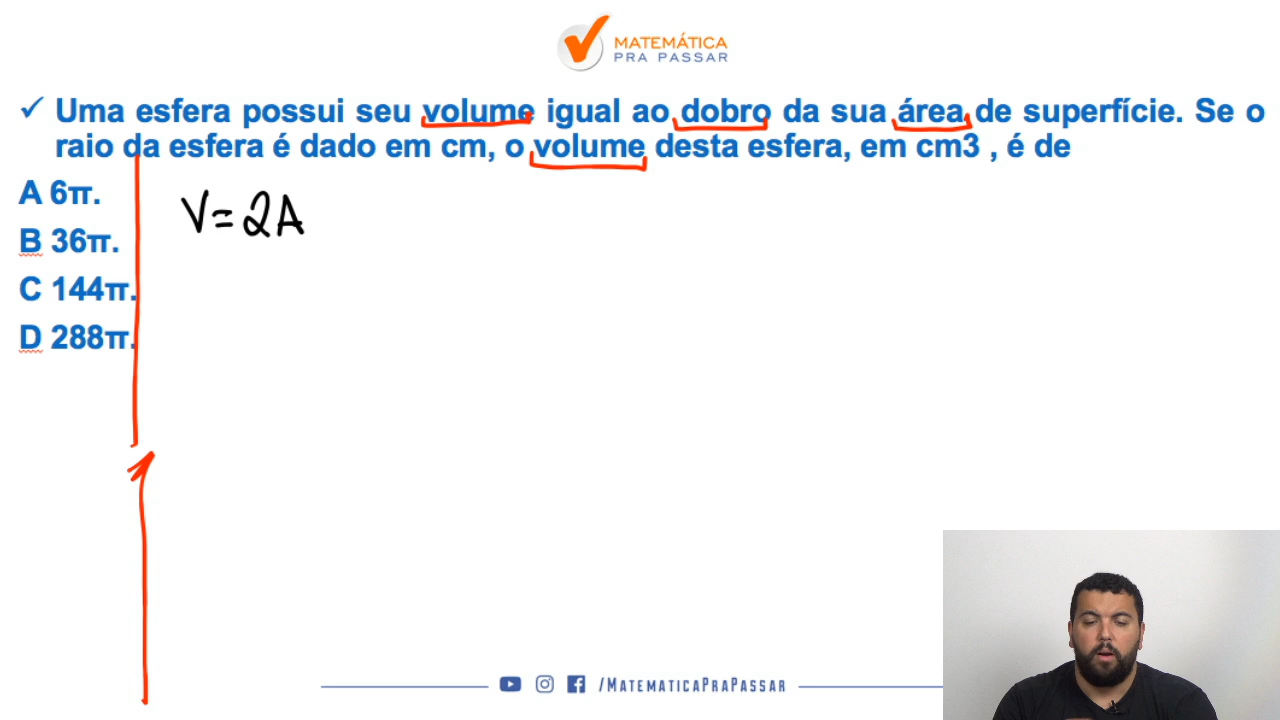 MATEMÁTICA
PRA PASSAR
✓ Uma esfera possui seu volume igual ao dobro da sua área de superfície. Se o
raio da esfera é dado em cm, o volume desta esfera, em cm3 , é de
A 6π.
B 36π.
C 144π.
D 288π.
V=2A
/MATEMATICAPRAPASSAR